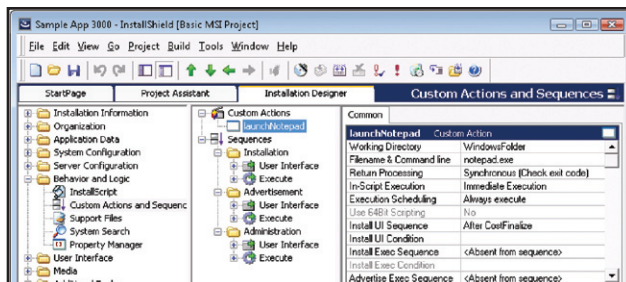 Sample App 3000 - InstallShield [Basic MSI Project]
File Edit View Go Project Build Tools Window Help
StartPage Project Assistant Installation Designer Custom Actions and Sequences
Installation Information
Organization
Application Data
System Configuration
Server Configuration
Behavior and Logic
InstallScript
Custom Actions and Sequenc
Support Files
System Search
Property Manager
User Interface
Media
Custom Actions
launchNotepad
Sequences
Installation
User Interface
Execute
Advertisement
User Interface
Execute
Administration
User Interface
Execute
Common
launchNotepad Custom Action
Working Directory WindowsFolder
Filename & Command line notepad.exe
Return Processing Synchronous (Check exit code)
In-Script Execution Immediate Execution
Execution Scheduling Always execute
Use 64Bit Scripting No
Install UI Sequence After CostFinalize
Install UI Condition
Install Exec Sequence <Absent from sequence>
Install Exec Condition
Advertise Exec Sequence <Absent from sequence>